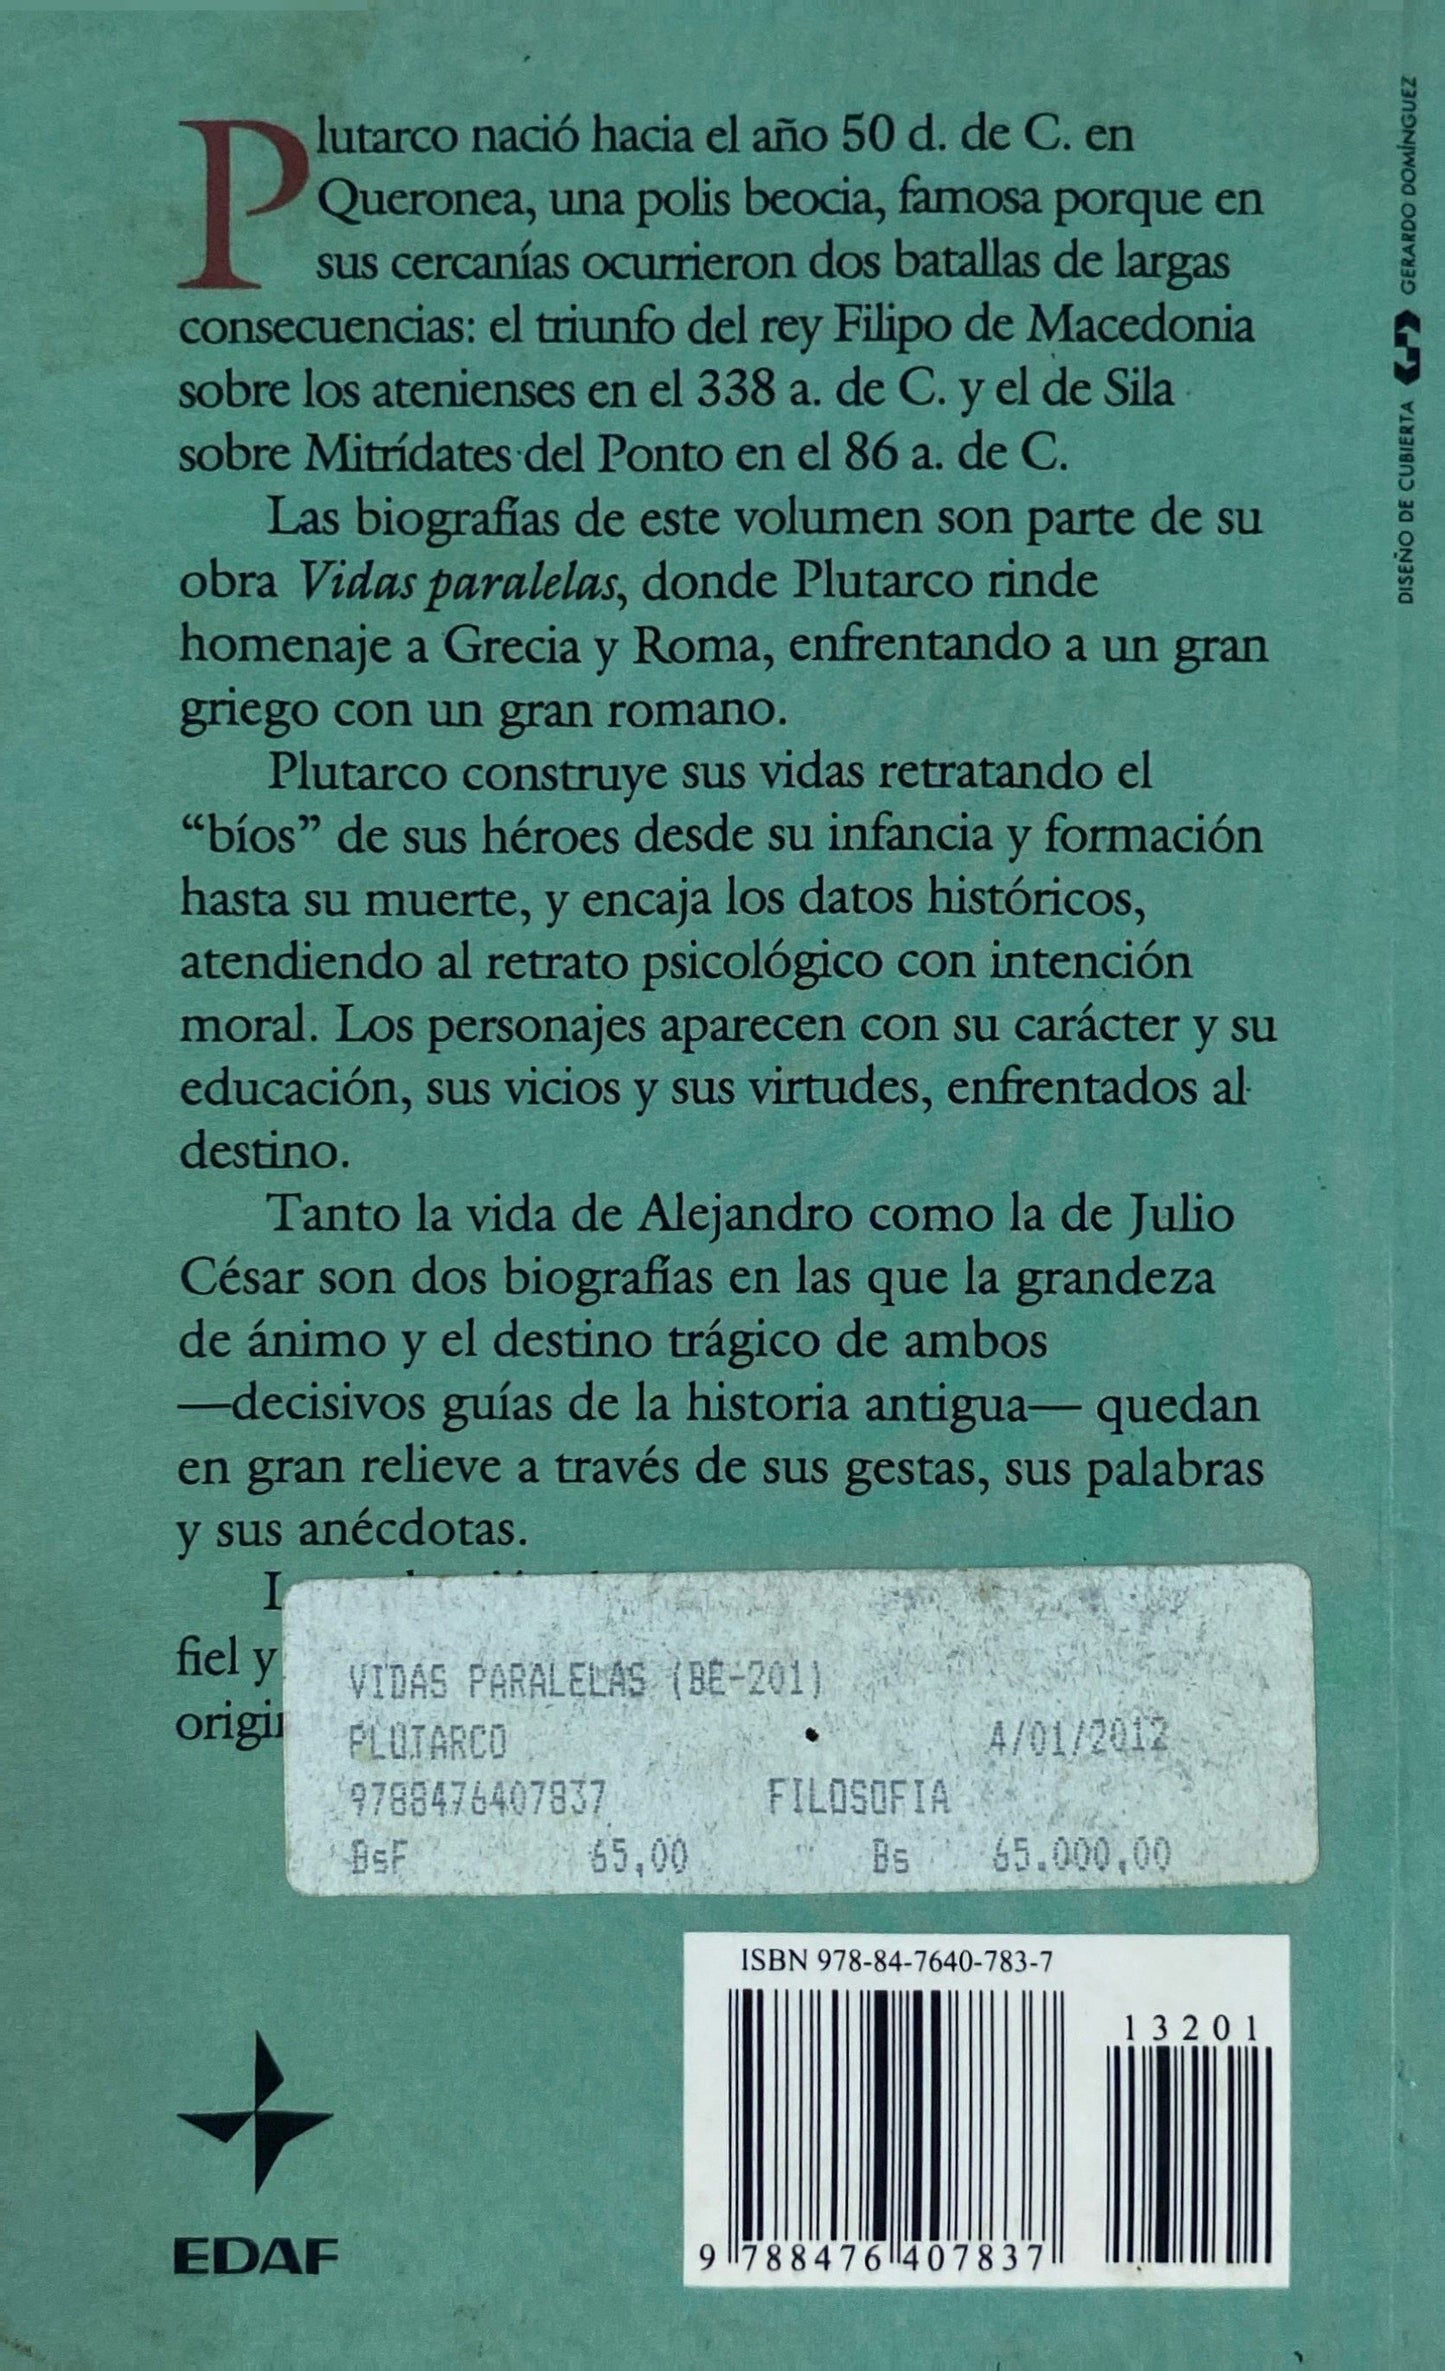 Plutarco nació hacia el año 50 d. de C. en
Queronea, una polis beocia, famosa porque en
sus cercanías ocurrieron dos batallas de largas
consecuencias: el triunfo del rey Filipo de Macedonia
sobre los atenienses en el 338 a. de C. y el de Sila
sobre Mitrídates del Ponto en el 86 a. de C.
Las biografías de este volumen son parte de su
obra Vidas paralelas, donde Plutarco rinde
homenaje a Grecia y Roma, enfrentando a un gran
griego con un gran romano.
Plutarco construye sus vidas retratando el
“bíos” de sus héroes desde su infancia y formación
hasta su muerte, y encaja los datos históricos,
atendiendo al retrato psicológico con intención
moral. Los personajes aparecen con su carácter y su
educación, sus vicios y sus virtudes, enfrentados al
destino.
Tanto la vida de Alejandro como la de Julio
César son dos biografías en las que la grandeza
de ánimo y el destino trágico de ambos
—decisivos guías de la historia antigua— quedan
en gran relieve a través de sus gestas, sus palabras
y sus anécdotas.
fiel y
VIDAS PARALELAS (BE-201)
PLUTARCO 4/01/2012
9788476407837 FILOSOFIA
BsF 65,00 Bs 65.000,00
ISBN 978-84-7640-783-7
13201
9 788476 407837
EDAF
DISEÑO DE CUBIERTA GERARDO DOMÍNGUEZ